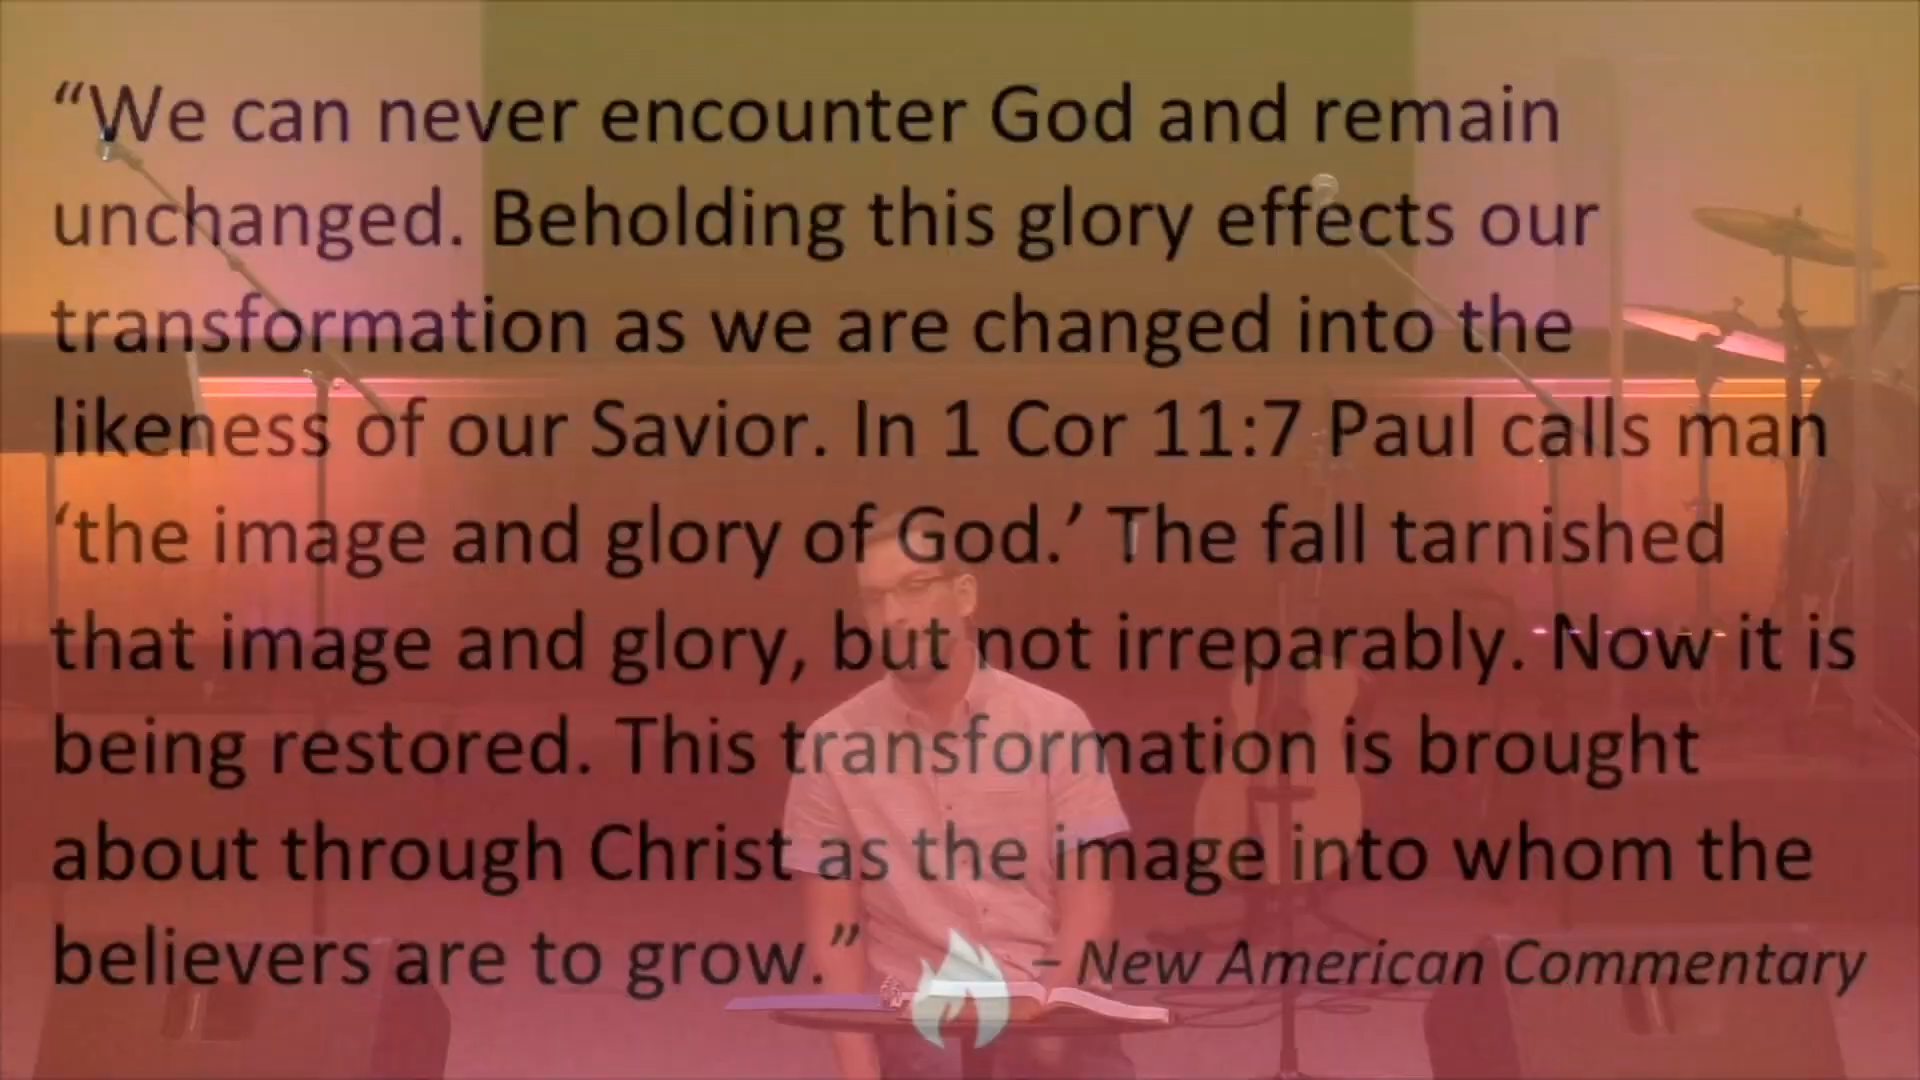 “We can never encounter God and remain
unchanged. Beholding this glory effects our
transformation as we are changed into the
likeness of our Savior. In 1 Cor 11:7 Paul calls man
‘the image and glory of God.’ The fall tarnished
that image and glory, but not irreparably. Now it is
being restored. This transformation is brought
about through Christ as the image into whom the
believers are to grow.” – New American Commentary